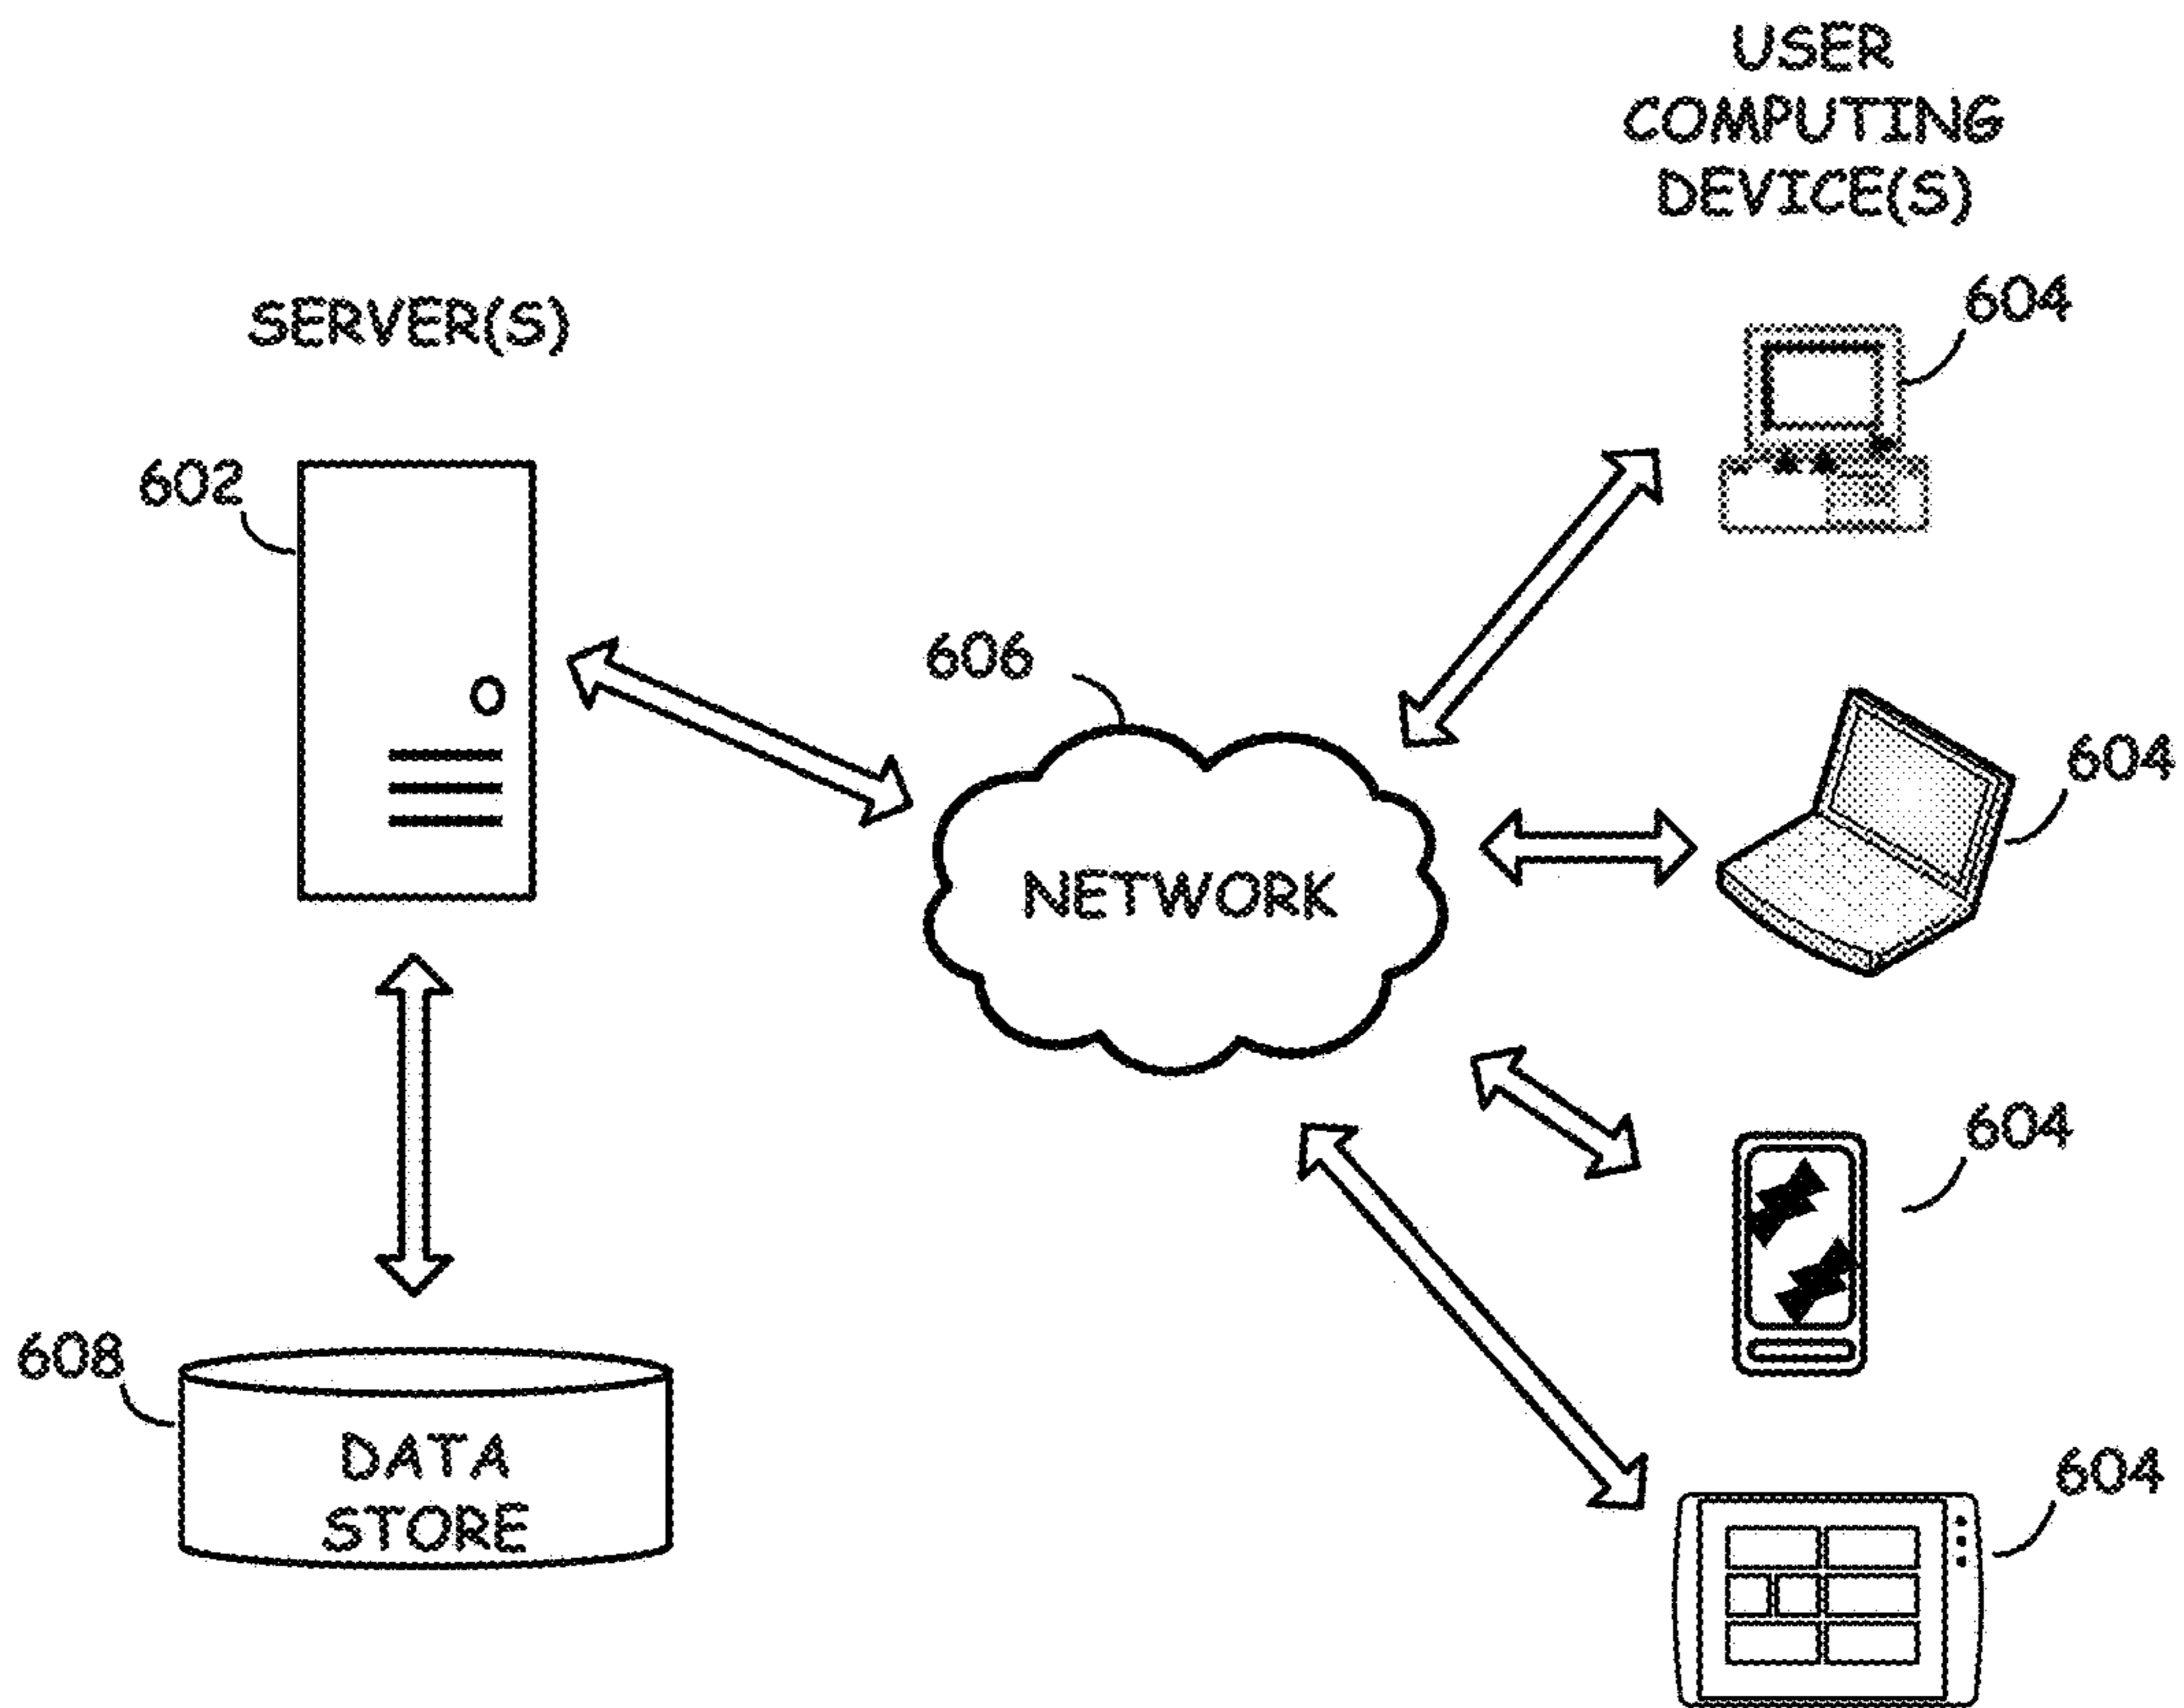 USER
COMPUTING
DEVICE(S)
604
SERVER(S)
602
606
604
NETWORK
604
608
DATA
STORE
604